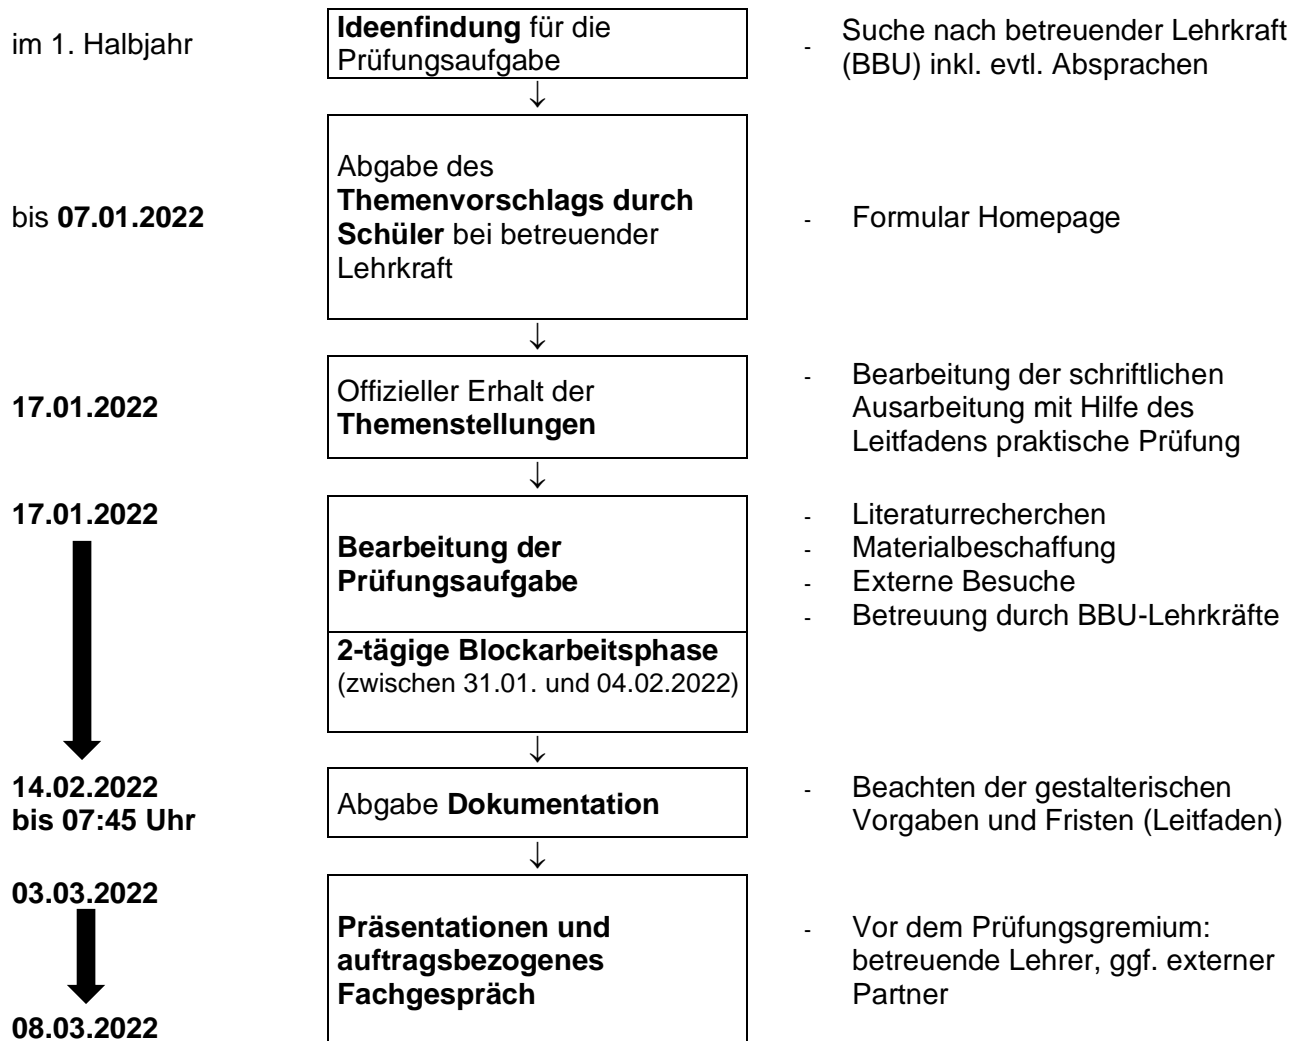 im 1. Halbjahr
Ideenfindung für die
Prüfungsaufgabe
- Suche nach betreuender Lehrkraft
(BBU) inkl. evtl. Absprachen
↓
bis 07.01.2022
Abgabe des
Themenvorschlags durch
Schüler bei betreuender
Lehrkraft
- Formular Homepage
↓
17.01.2022
Offizieller Erhalt der
Themenstellungen
- Bearbeitung der schriftlichen
Ausarbeitung mit Hilfe des
Leitfadens praktische Prüfung
↓
17.01.2022
Bearbeitung der
Prüfungsaufgabe
- Literaturrecherchen
- Materialbeschaffung
- Externe Besuche
- Betreuung durch BBU-Lehrkräfte
2-tägige Blockarbeitsphase
(zwischen 31.01. und 04.02.2022)
↓
14.02.2022
bis 07:45 Uhr
Abgabe Dokumentation
- Beachten der gestalterischen
Vorgaben und Fristen (Leitfaden)
↓
03.03.2022
08.03.2022
Präsentationen und
auftragsbezogenes
Fachgespräch
- Vor dem Prüfungsgremium:
betreuende Lehrer, ggf. externer
Partner